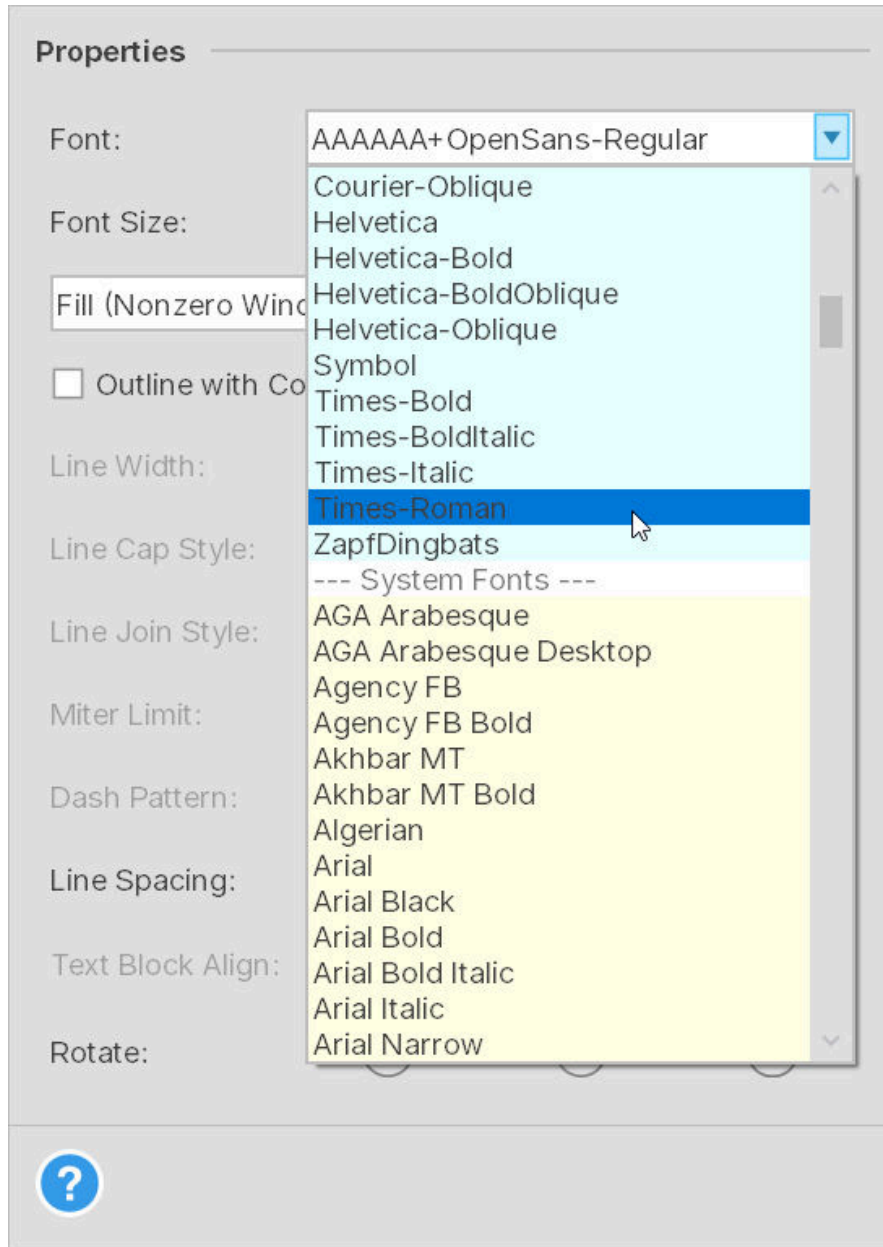 Properties
Font:
AAAAAA+OpenSans-Regular
Courier-Oblique
Font Size:
Helvetica
Helvetica-Bold
Fill (Nonzero Winc
Helvetica-BoldOblique
Helvetica-Oblique
Symbol
Outline with Co
Times-Bold
Times-BoldItalic
Line Width:
Times-Italic
Times-Roman
Line Cap Style:
ZapfDingbats
--- System Fonts ---
AGA Arabesque
Line Join Style:
AGA Arabesque Desktop
Agency FB
Miter Limit:
Agency FB Bold
Akhbar MT
Dash Pattern:
Akhbar MT Bold
Algerian
Arial
Line Spacing:
Arial Black
Arial Bold
Text Block Align:
Arial Bold Italic
Arial Italic
Rotate:
Arial Narrow
?